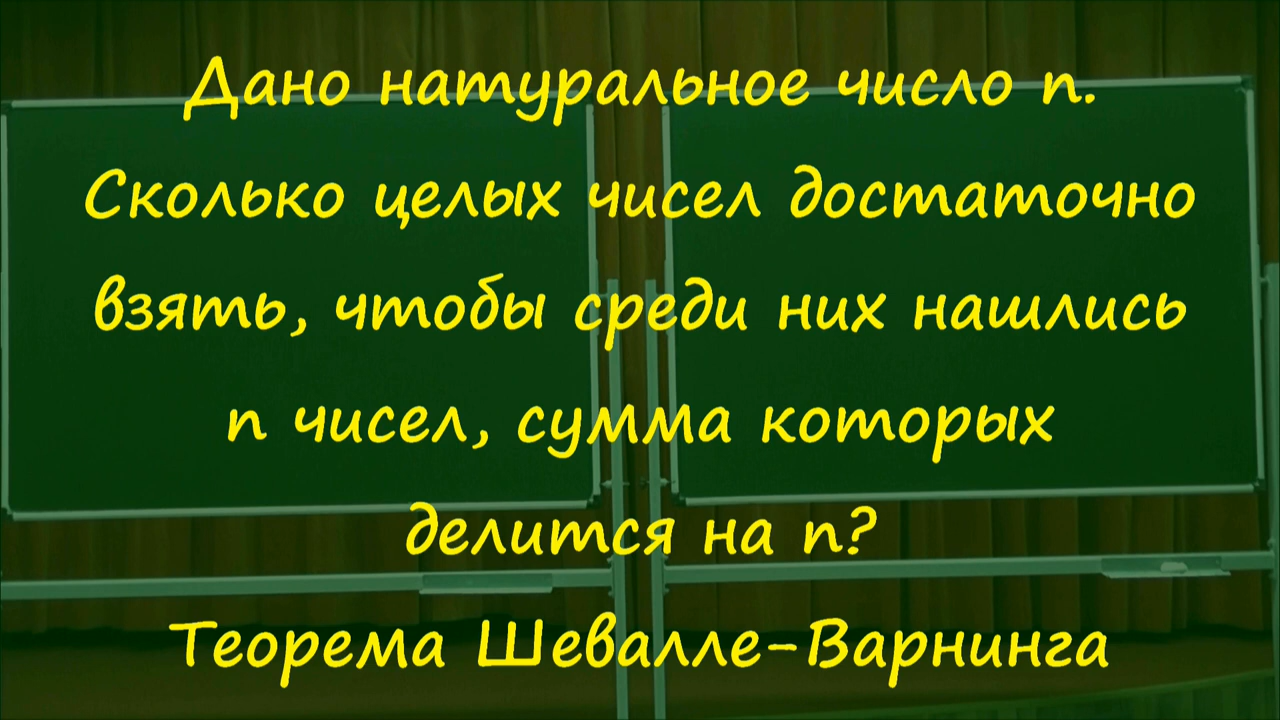 Дано натуральное число n.
Сколько целых чисел достаточно
взять, чтобы среди них нашлись
n чисел, сумма которых
делится на n?
Теорема Шевалле-Варнинга